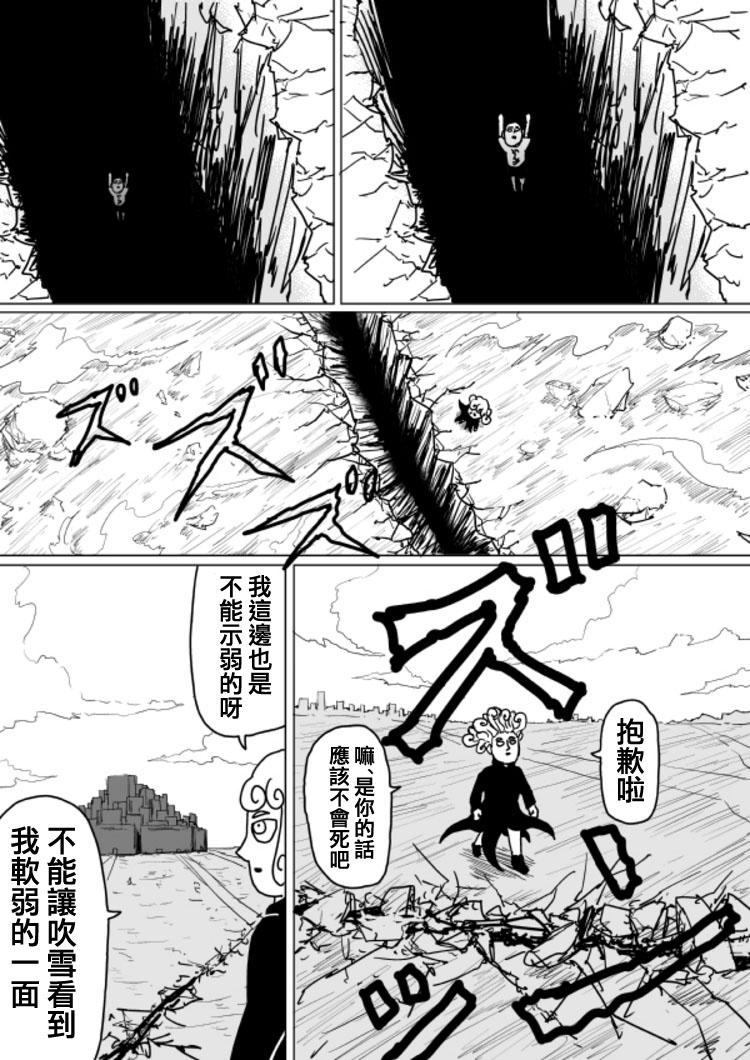 ズズズ
ズズ
抱歉啦
嘛、是你的話
應該不會死吧
我這邊也是
不能示弱的呀
不能讓吹雪看到
我軟弱的一面